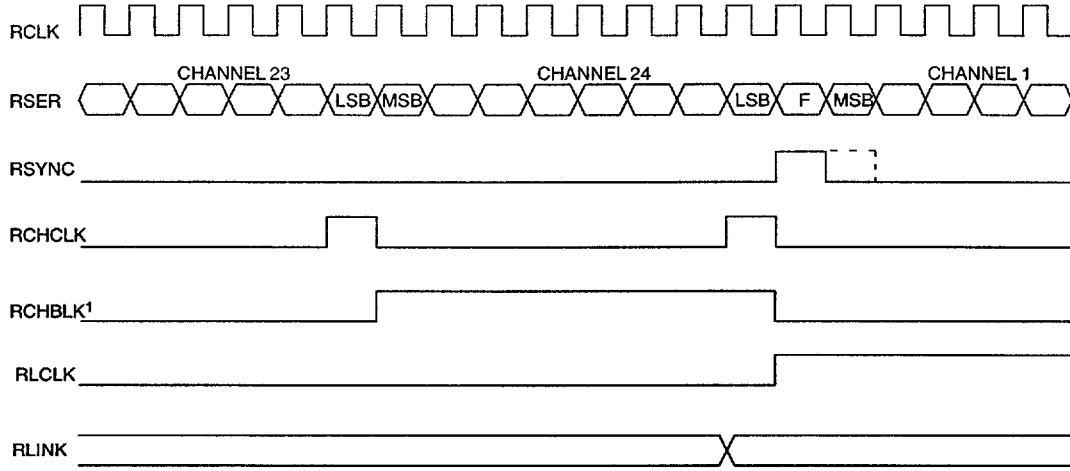 RCLK
CHANNEL 23 CHANNEL 24 CHANNEL 1
RSER LSB MSB LSB F MSB
RSYNC
RCHCLK
RCHBLK¹
RLCLK
RLINK